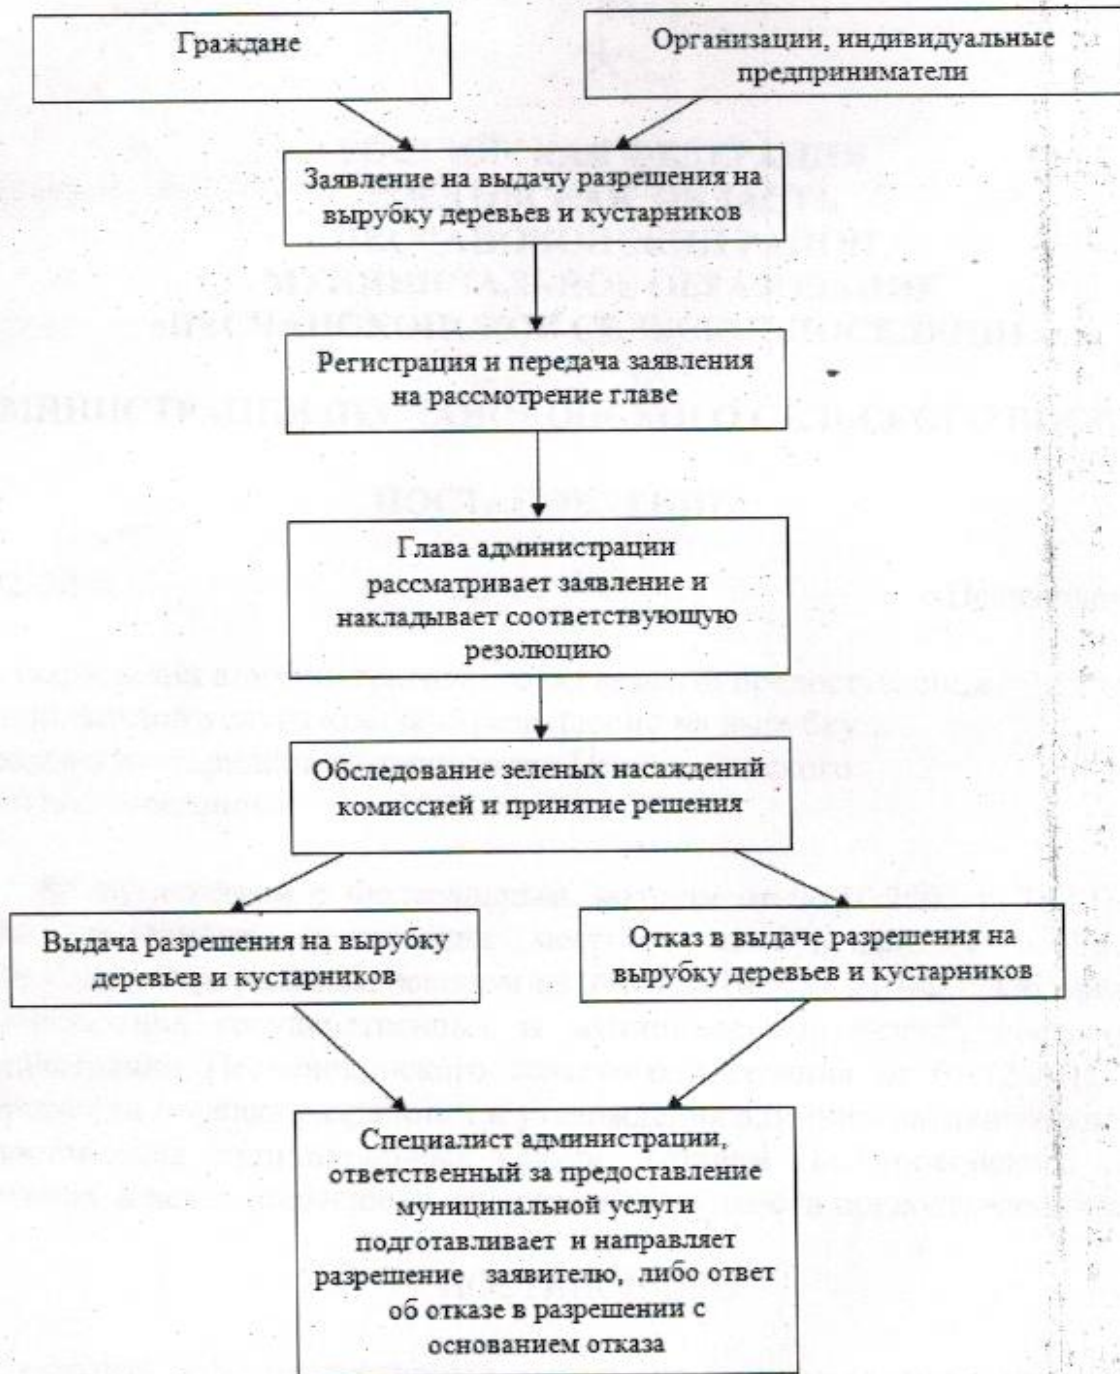 Граждане
Организации, индивидуальные
предприниматели
Заявление на выдачу разрешения на
вырубку деревьев и кустарников
Регистрация и передача заявления
на рассмотрение главе
Глава администрации
рассматривает заявление и
накладывает соответствующую
резолюцию
Обследование зеленых насаждений
комиссией и принятие решения
Выдача разрешения на вырубку
деревьев и кустарников
Отказ в выдаче разрешения на
вырубку деревьев и кустарников
Специалист администрации,
ответственный за предоставление
муниципальной услуги
подготавливает и направляет
разрешение заявителю, либо ответ
об отказе в разрешении с
основанием отказа